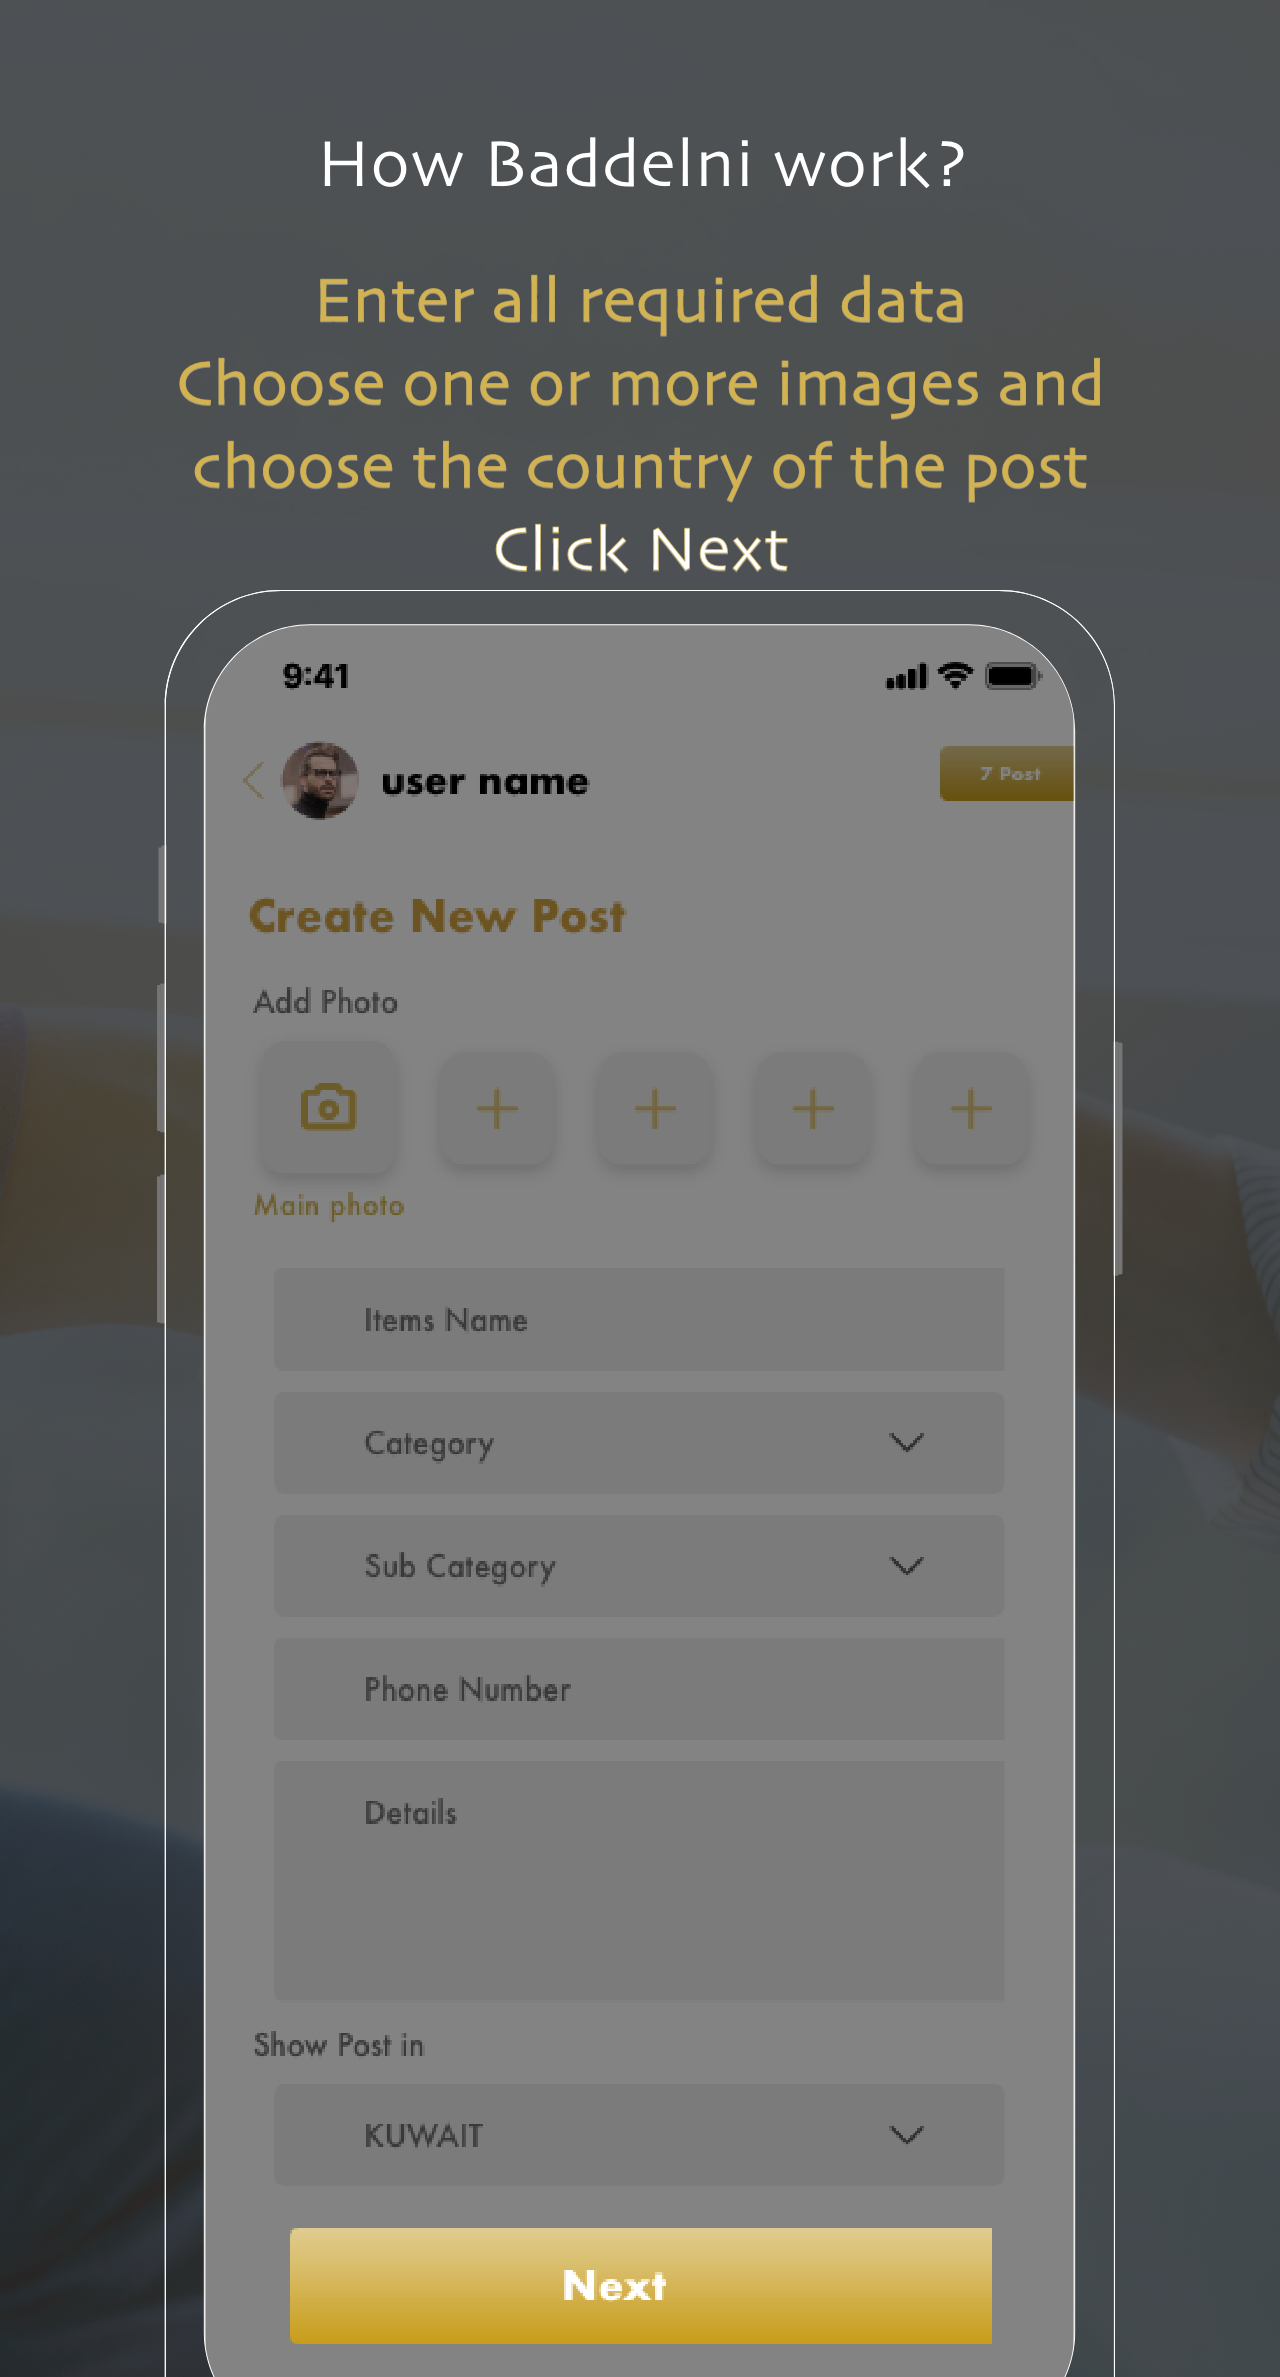 How Baddelni work?
Enter all required data
Choose one or more images and
choose the country of the post
Click Next
9:41
user name
7 Post
Create New Post
Add Photo
Main photo
Items Name
Category
Sub Category
Phone Number
Details
Show Post in
KUWAIT
Next